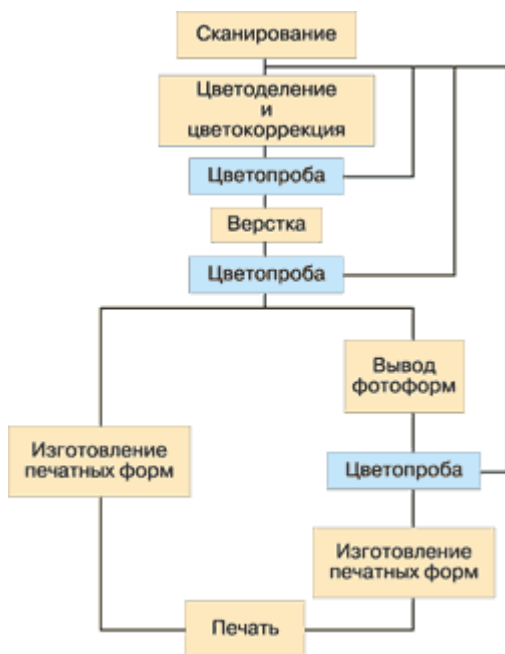 Сканирование
Цветоделение
и
цветокоррекция
Цветопроба
Верстка
Цветопроба
Вывод
фотоформ
Изготовление
печатных форм
Цветопроба
Изготовление
печатных форм
Печать